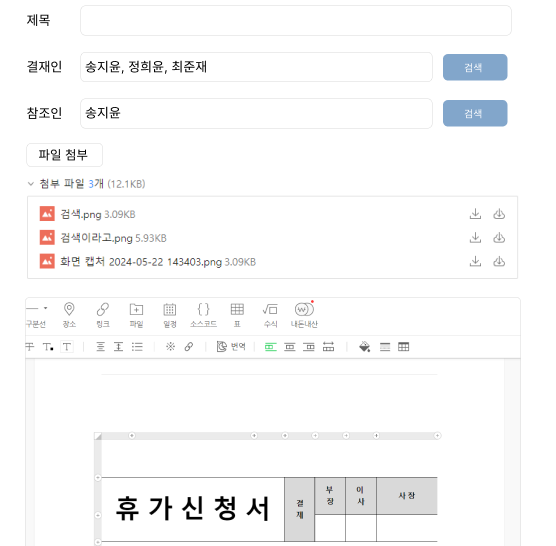 제목
결재인 송지윤, 정희윤, 최준재 검색
참조인 송지윤 검색
파일 첨부
첨부 파일 3개 (12.1KB)
검색.png 3.09KB
검색이라고.png 5.93KB
화면 캡처 2024-05-22 143403.png 3.09KB
구분선 장소 링크 파일 일정 소스코드 표 수식 내돈내산
번역
휴 가 신 청 서
결
재
부
장
이
사
사 장